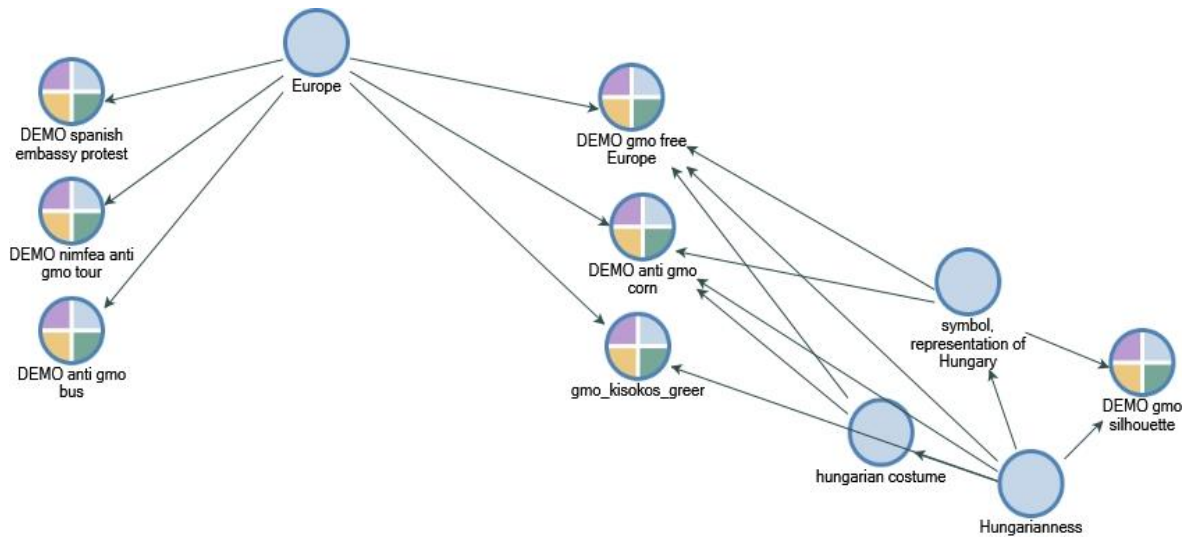 Europe
DEMO spanish
embassy protest
DEMO gmo free
Europe
DEMO nimfea anti
gmo tour
DEMO anti gmo
corn
DEMO anti gmo
bus
symbol,
representation of
Hungary
gmo_kisokos_greer
DEMO gmo
silhouette
hungarian costume
Hungarianness